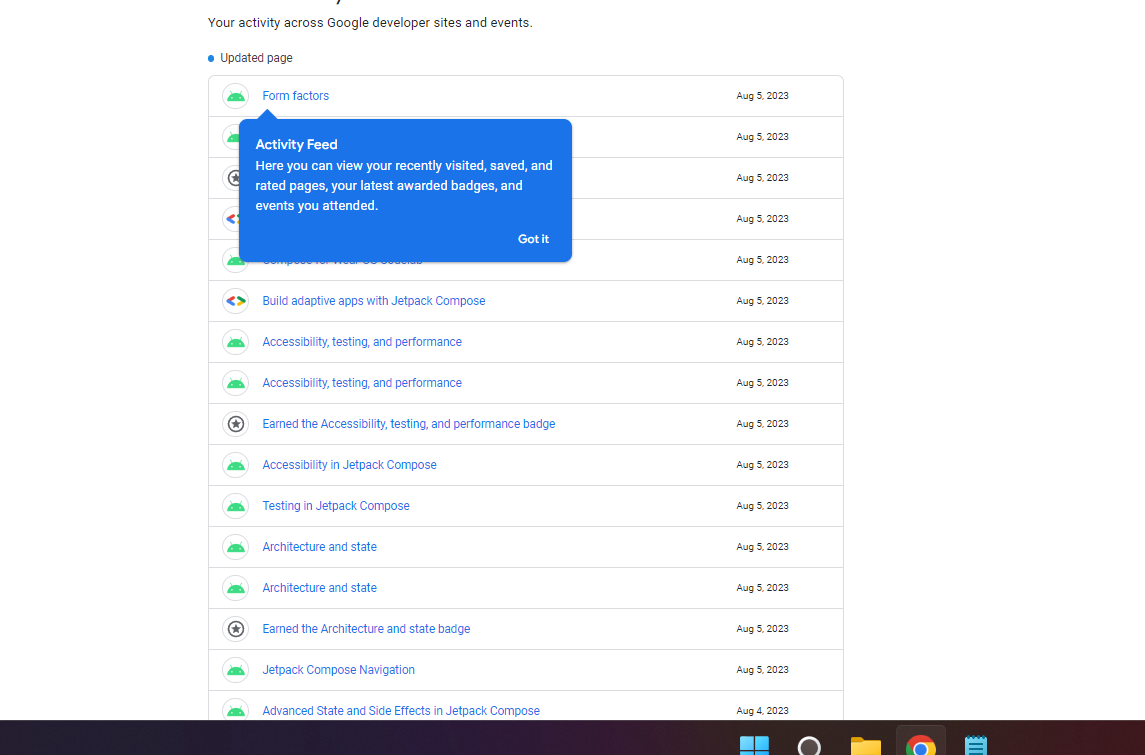 Your activity across Google developer sites and events.
Updated page
Form factors Aug 5, 2023
Activity Feed
Here you can view your recently visited, saved, and
rated pages, your latest awarded badges, and
events you attended.
Got it
Aug 5, 2023
Aug 5, 2023
Aug 5, 2023
Compose for Wear OS Codelab Aug 5, 2023
Build adaptive apps with Jetpack Compose Aug 5, 2023
Accessibility, testing, and performance Aug 5, 2023
Accessibility, testing, and performance Aug 5, 2023
Earned the Accessibility, testing, and performance badge Aug 5, 2023
Accessibility in Jetpack Compose Aug 5, 2023
Testing in Jetpack Compose Aug 5, 2023
Architecture and state Aug 5, 2023
Architecture and state Aug 5, 2023
Earned the Architecture and state badge Aug 5, 2023
Jetpack Compose Navigation Aug 5, 2023
Advanced State and Side Effects in Jetpack Compose Aug 4, 2023